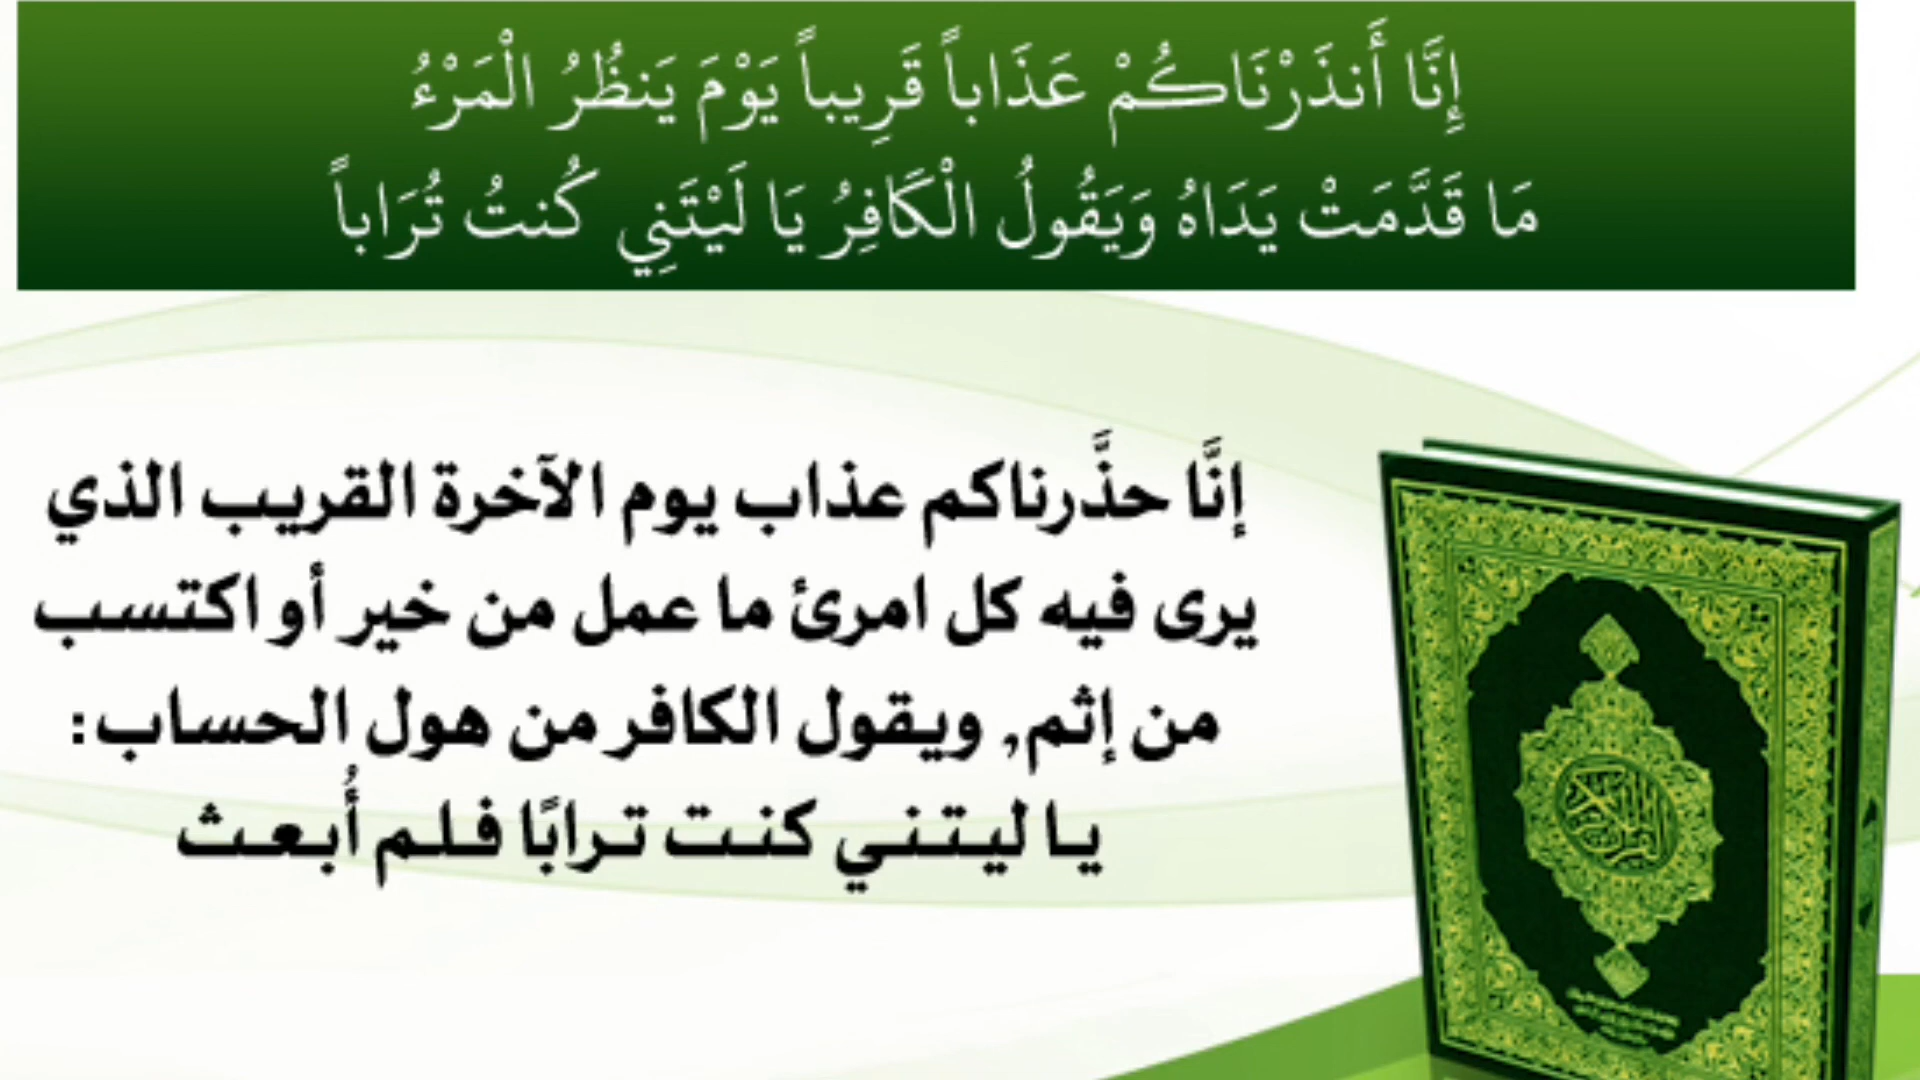 إِنَّا أَنذَرْنَاكُمْ عَذَاباً قَرِيباً يَوْمَ يَنظُرُ الْمَرْءُ
مَا قَدَّمَتْ يَدَاهُ وَيَقُولُ الْكَافِرُ يَا لَيْتَنِي كُنتُ تُرَاباً
إنَّا حذَّرناكم عذاب يوم الآخرة القريب الذي
يرى فيه كل امرئ ما عمل من خير أو اكتسب
من إثم, ويقول الكافر من هول الحساب:
يا ليتني كنت ترابًا فلم أُبعث